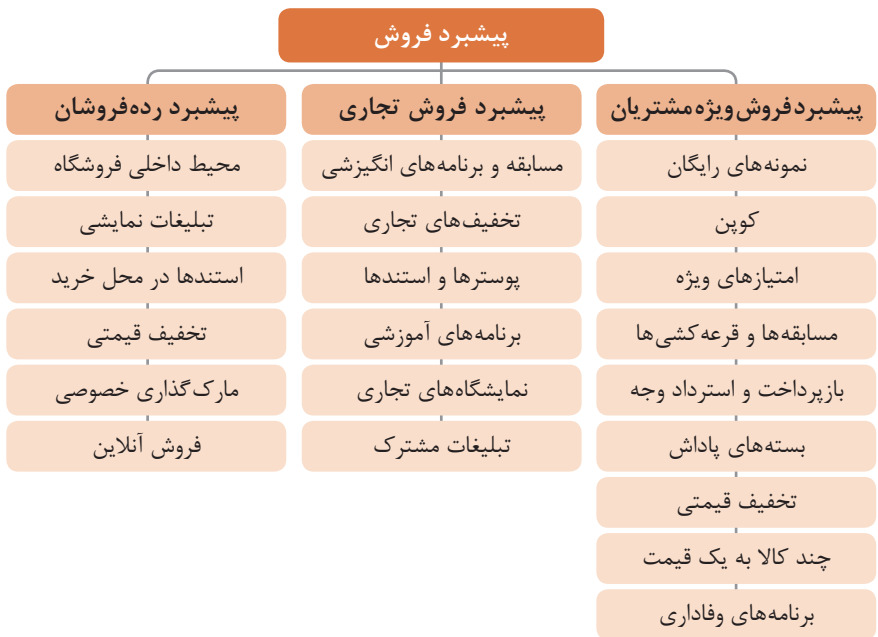 پیشبرد فروش
پیشبرد فروش ویژه مشتریان
نمونه‌های رایگان
کوپن
امتیازهای ویژه
مسابقه‌ها و قرعه‌کشی‌ها
بازپرداخت و استرداد وجه
بسته‌های پاداش
تخفیف قیمتی
چند کالا به یک قیمت
برنامه‌های وفاداری
پیشبرد فروش تجاری
مسابقه و برنامه‌های انگیزشی
تخفیف‌های تجاری
پوسترها و استندها
برنامه‌های آموزشی
نمایشگاه‌های تجاری
تبلیغات مشترک
پیشبرد رده‌فروشان
محیط داخلی فروشگاه
تبلیغات نمایشی
استندها در محل خرید
تخفیف قیمتی
مارک‌گذاری خصوصی
فروش آنلاین